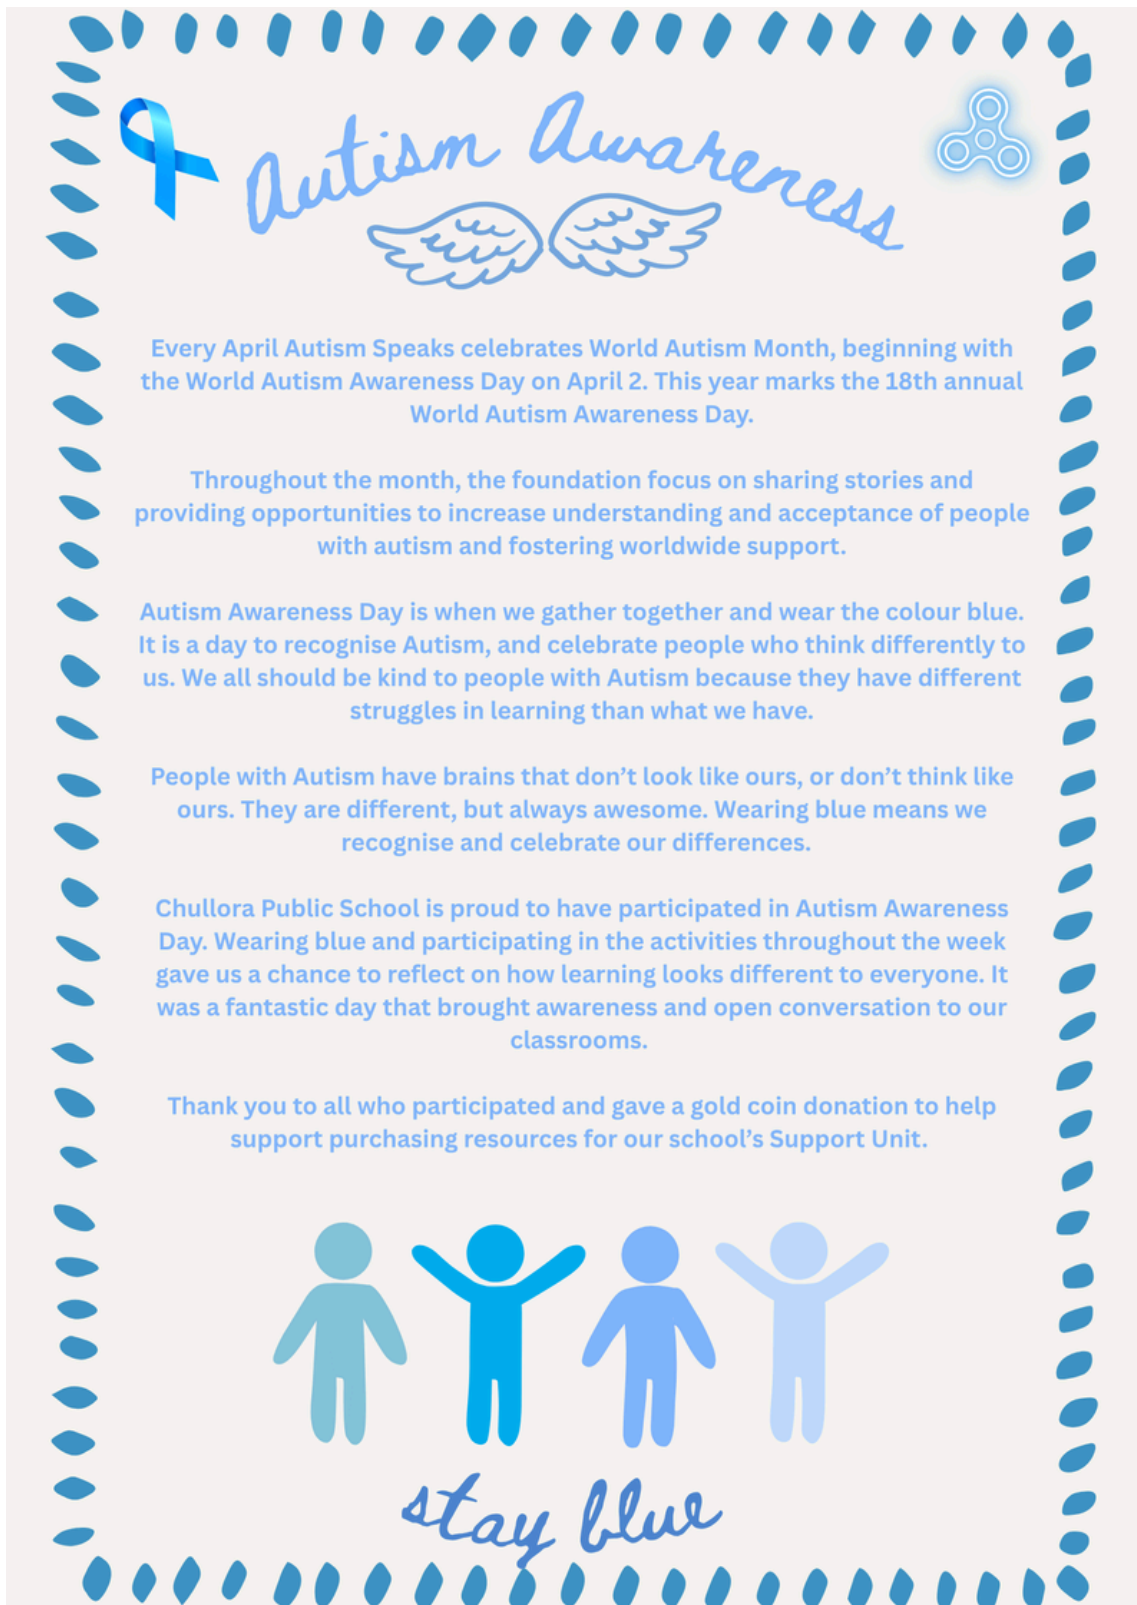 Autism Awareness
Every April Autism Speaks celebrates World Autism Month, beginning with
the World Autism Awareness Day on April 2. This year marks the 18th annual
World Autism Awareness Day.
Throughout the month, the foundation focus on sharing stories and
providing opportunities to increase understanding and acceptance of people
with autism and fostering worldwide support.
Autism Awareness Day is when we gather together and wear the colour blue.
It is a day to recognise Autism, and celebrate people who think differently to
us. We all should be kind to people with Autism because they have different
struggles in learning than what we have.
People with Autism have brains that don’t look like ours, or don’t think like
ours. They are different, but always awesome. Wearing blue means we
recognise and celebrate our differences.
Chullora Public School is proud to have participated in Autism Awareness
Day. Wearing blue and participating in the activities throughout the week
gave us a chance to reflect on how learning looks different to everyone. It
was a fantastic day that brought awareness and open conversation to our
classrooms.
Thank you to all who participated and gave a gold coin donation to help
support purchasing resources for our school’s Support Unit.
stay blue